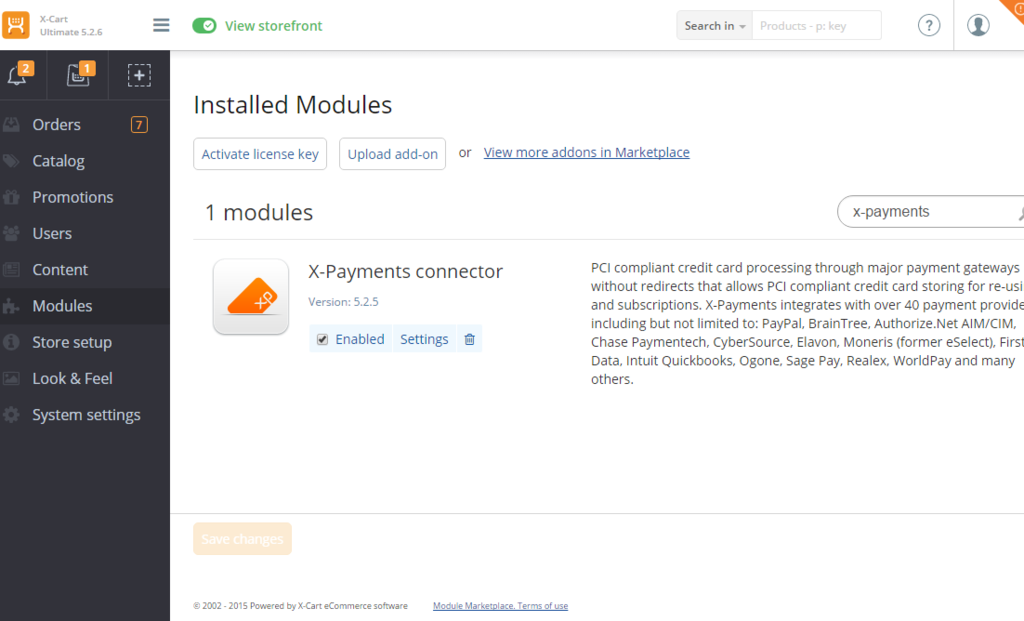 X-Cart
Ultimate 5.2.6
View storefront
Search in
Products - p: key
?
2
1
Orders
7
Catalog
Promotions
Users
Content
Modules
Store setup
Look & Feel
System settings
Installed Modules
Activate license key
Upload add-on
or
View more addons in Marketplace
1 modules
x-payments
X-Payments connector
Version: 5.2.5
Enabled
Settings
PCI compliant credit card processing through major payment gateways
without redirects that allows PCI compliant credit card storing for re-usi
and subscriptions. X-Payments integrates with over 40 payment provide
including but not limited to: PayPal, BrainTree, Authorize.Net AIM/CIM,
Chase Paymentech, CyberSource, Elavon, Moneris (former eSelect), First
Data, Intuit Quickbooks, Ogone, Sage Pay, Realex, WorldPay and many
others.
Save changes
© 2002 - 2015 Powered by X-Cart eCommerce software
Module Marketplace. Terms of use